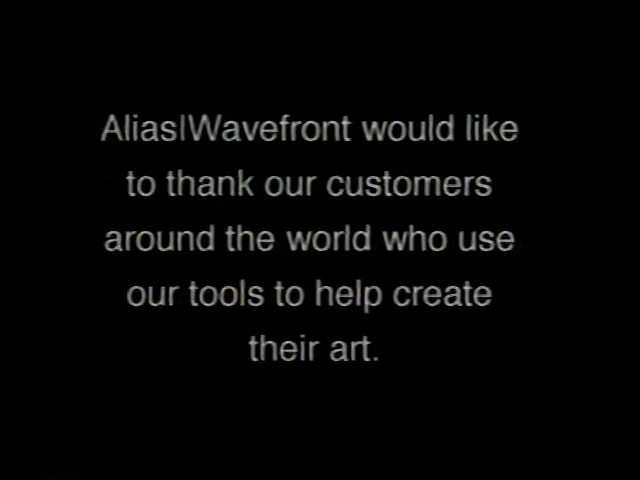 Alias|Wavefront would like
to thank our customers
around the world who use
our tools to help create
their art.